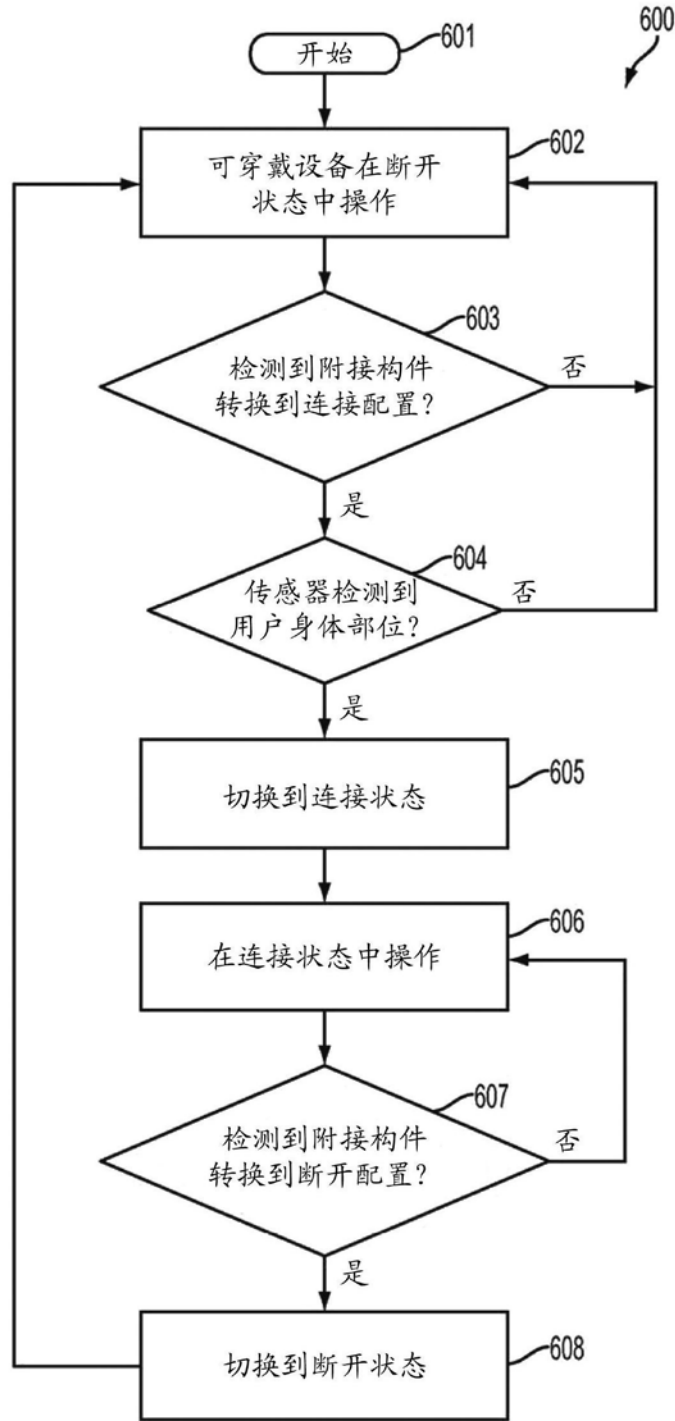 600
开始
601
可穿戴设备在断开
状态中操作
602
检测到附接构件
转换到连接配置?
603
否
是
传感器检测到
用户身体部位?
604
否
是
切换到连接状态
605
在连接状态中操作
606
检测到附接构件
转换到断开配置?
607
否
是
切换到断开状态
608